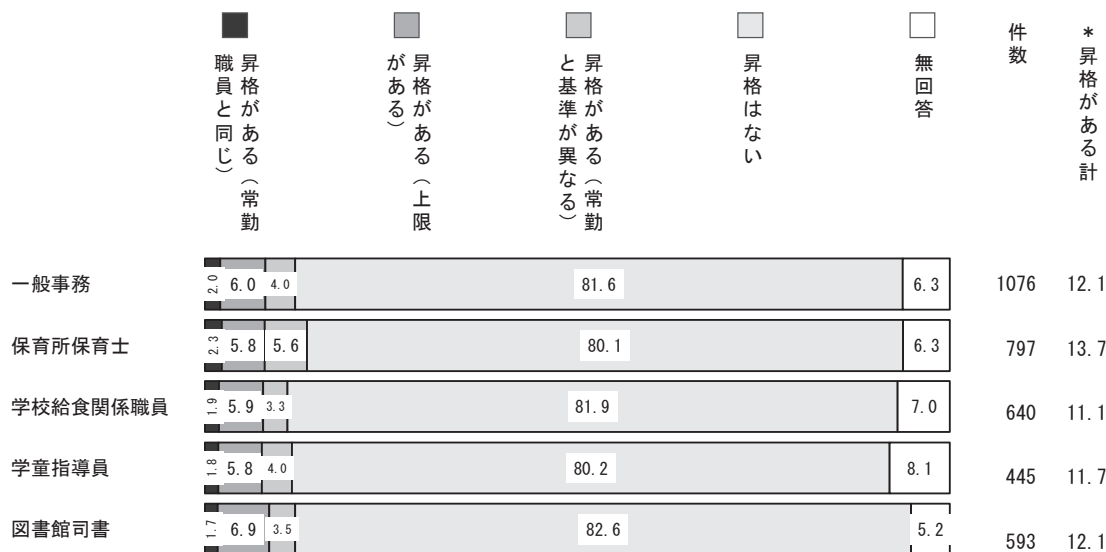 昇格がある（常勤
職員と同じ）
昇格がある（上限
がある）
昇格がある（常勤
と基準が異なる）
昇格はない
無回答
件数
＊昇格がある計
一般事務 2.0 6.0 4.0 81.6 6.3 1076 12.1
保育所保育士 2.3 5.8 5.6 80.1 6.3 797 13.7
学校給食関係職員 1.9 5.9 3.3 81.9 7.0 640 11.1
学童指導員 1.8 5.8 4.0 80.2 8.1 445 11.7
図書館司書 1.7 6.9 3.5 82.6 5.2 593 12.1